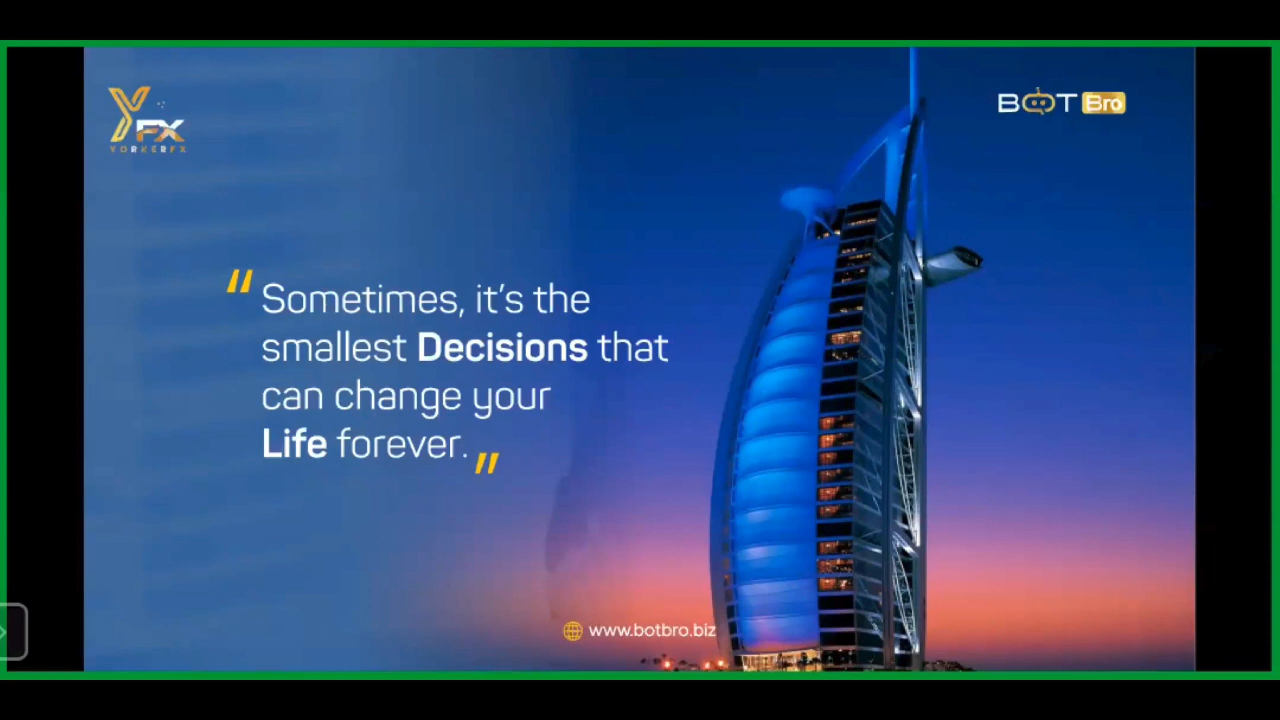 YFX
YORKERFX
BOT Bro
"Sometimes, it's the
smallest Decisions that
can change your
Life forever."
www.botbro.biz